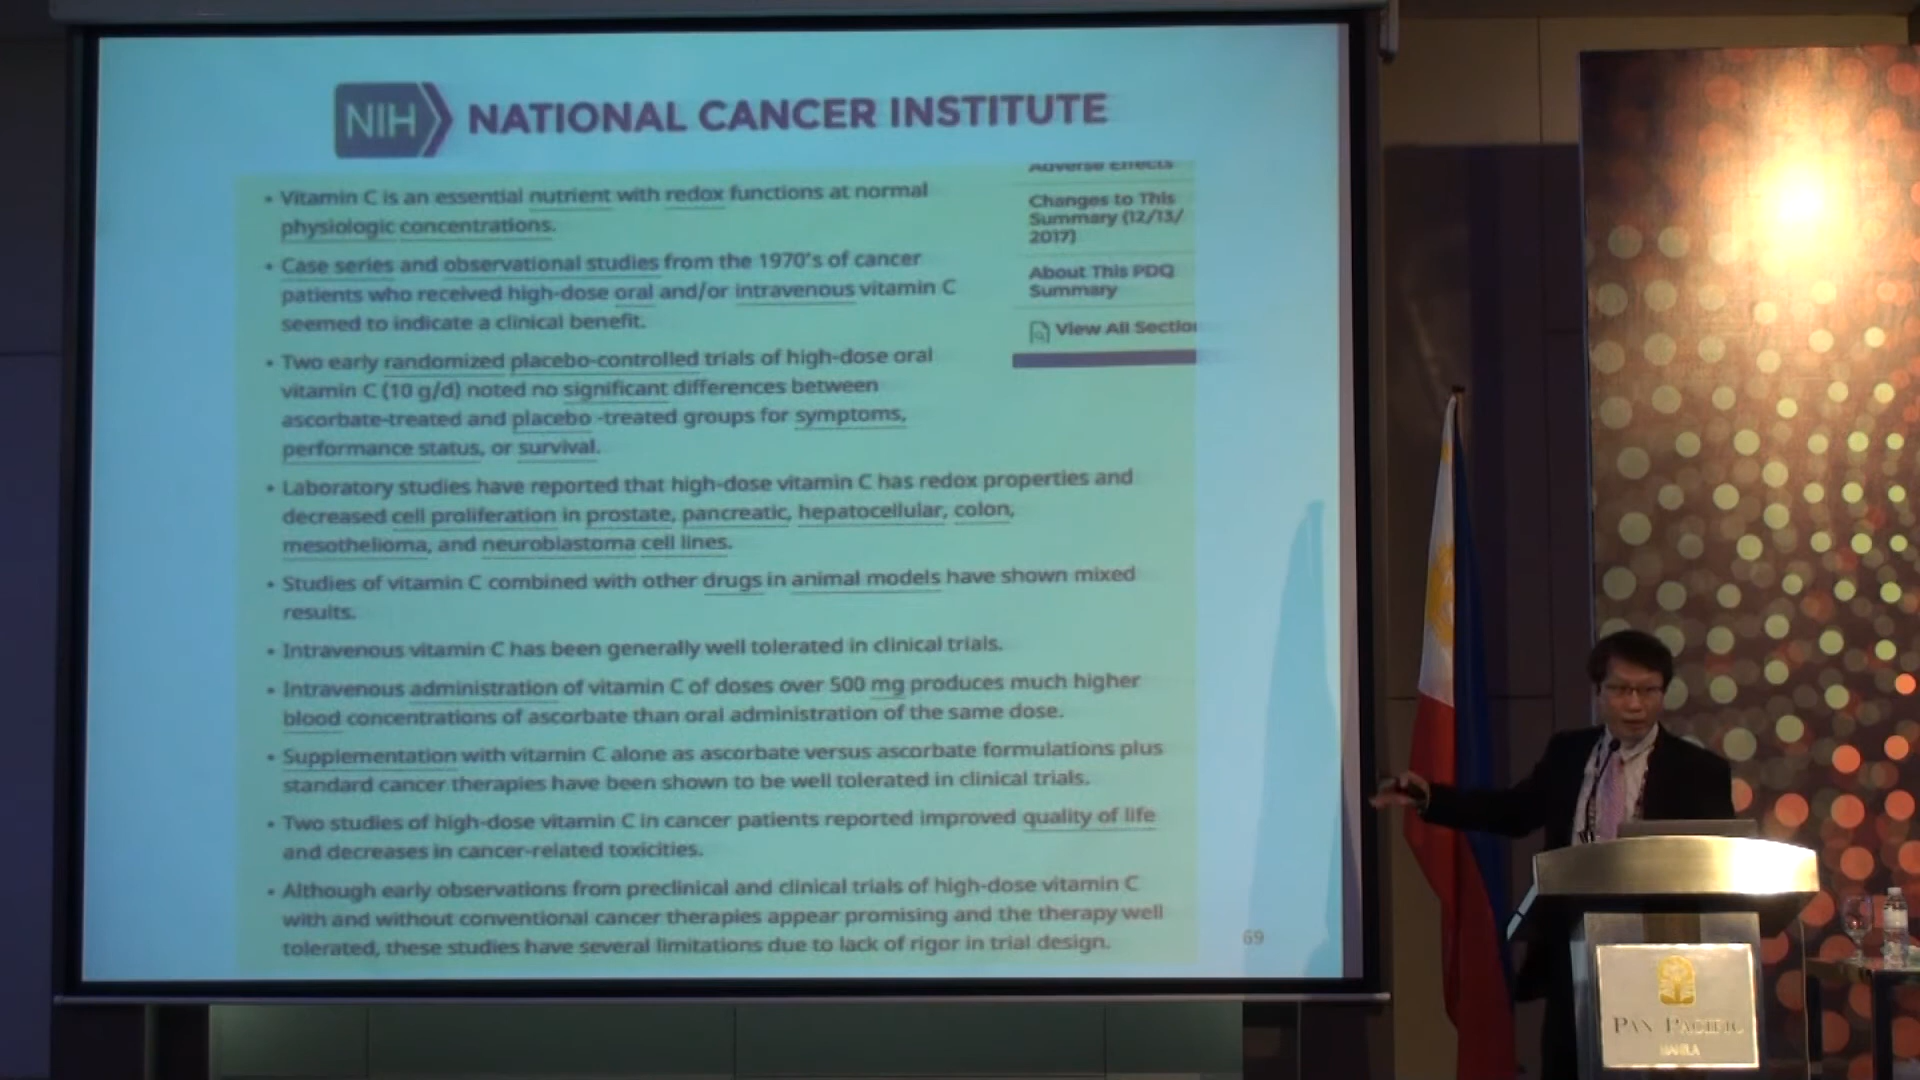 NIH NATIONAL CANCER INSTITUTE
• Vitamin C is an essential nutrient with redox functions at normal
physiologic concentrations.
• Case series and observational studies from the 1970's of cancer
patients who received high-dose oral and/or intravenous vitamin C
seemed to indicate a clinical benefit.
• Two early randomized placebo-controlled trials of high-dose oral
vitamin C (10 g/d) noted no significant differences between
ascorbate-treated and placebo -treated groups for symptoms,
performance status, or survival.
• Laboratory studies have reported that high-dose vitamin C has redox properties and
decreased cell proliferation in prostate, pancreatic, hepatocellular, colon,
mesothelioma, and neuroblastoma cell lines.
• Studies of vitamin C combined with other drugs in animal models have shown mixed
results.
• Intravenous vitamin C has been generally well tolerated in clinical trials.
• Intravenous administration of vitamin C of doses over 500 mg produces much higher
blood concentrations of ascorbate than oral administration of the same dose.
• Supplementation with vitamin C alone as ascorbate versus ascorbate formulations plus
standard cancer therapies have been shown to be well tolerated in clinical trials.
• Two studies of high-dose vitamin C in cancer patients reported improved quality of life
and decreases in cancer-related toxicities.
• Although early observations from preclinical and clinical trials of high-dose vitamin C
with and without conventional cancer therapies appear promising and the therapy well
tolerated, these studies have several limitations due to lack of rigor in trial design.
Adverse Effects
Changes to This
Summary (12/13/
2017)
About This PDQ
Summary
View All Sectio
69
PAN PACIFIC
MANILA